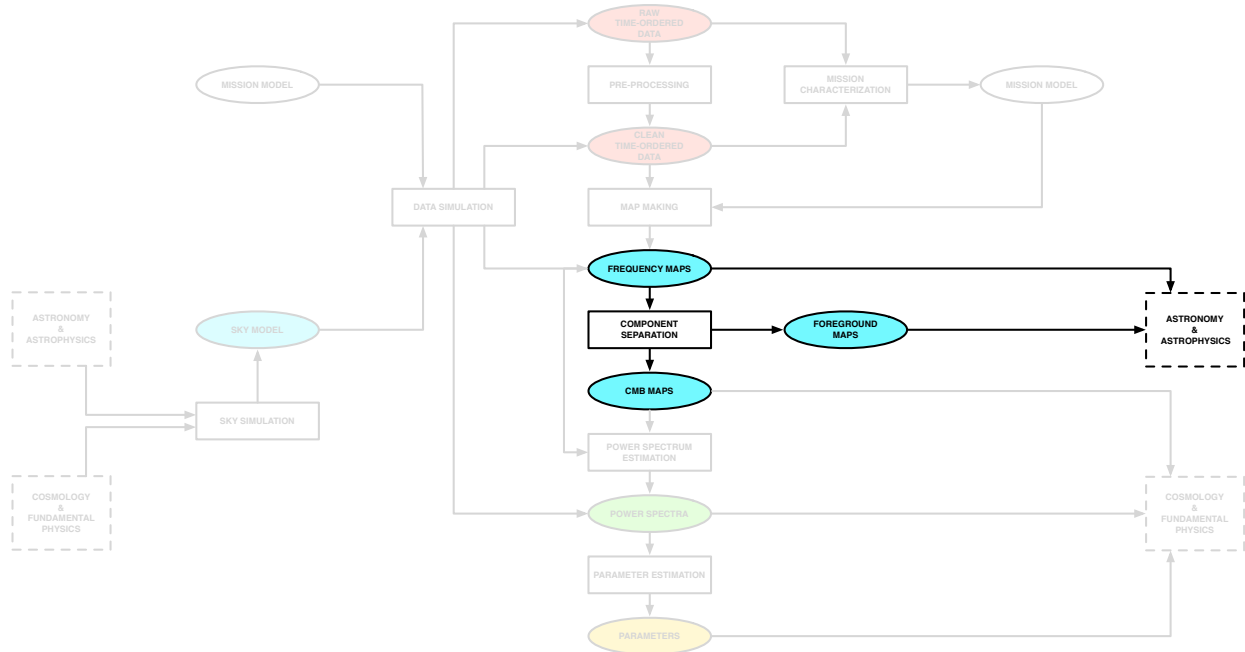 RAW
TIME-ORDERED
DATA
MISSION MODEL
PRE-PROCESSING
MISSION
CHARACTERIZATION
MISSION MODEL
CLEAN
TIME-ORDERED
DATA
DATA SIMULATION
MAP MAKING
FREQUENCY MAPS
ASTRONOMY
&
ASTROPHYSICS
SKY MODEL
COMPONENT
SEPARATION
FOREGROUND
MAPS
ASTRONOMY
&
ASTROPHYSICS
CMB MAPS
SKY SIMULATION
POWER SPECTRUM
ESTIMATION
COSMOLOGY
&
FUNDAMENTAL
PHYSICS
POWER SPECTRA
COSMOLOGY
&
FUNDAMENTAL
PHYSICS
PARAMETER ESTIMATION
PARAMETERS